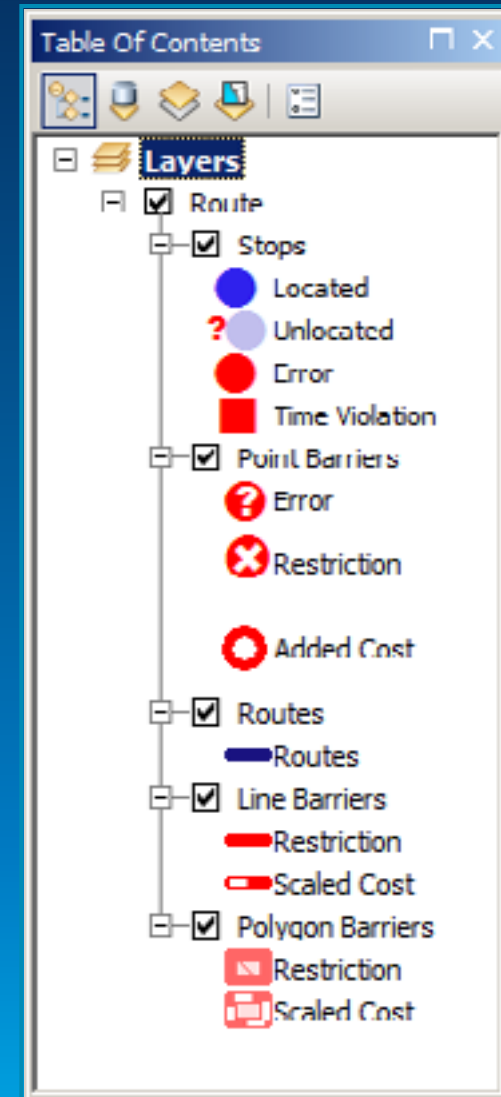 Table Of Contents
Layers
Route
Stops
Located
? Unlocated
Error
Time Violation
Point Barriers
? Error
Restriction
Added Cost
Routes
Routes
Line Barriers
Restriction
Scaled Cost
Polygon Barriers
Restriction
Scaled Cost